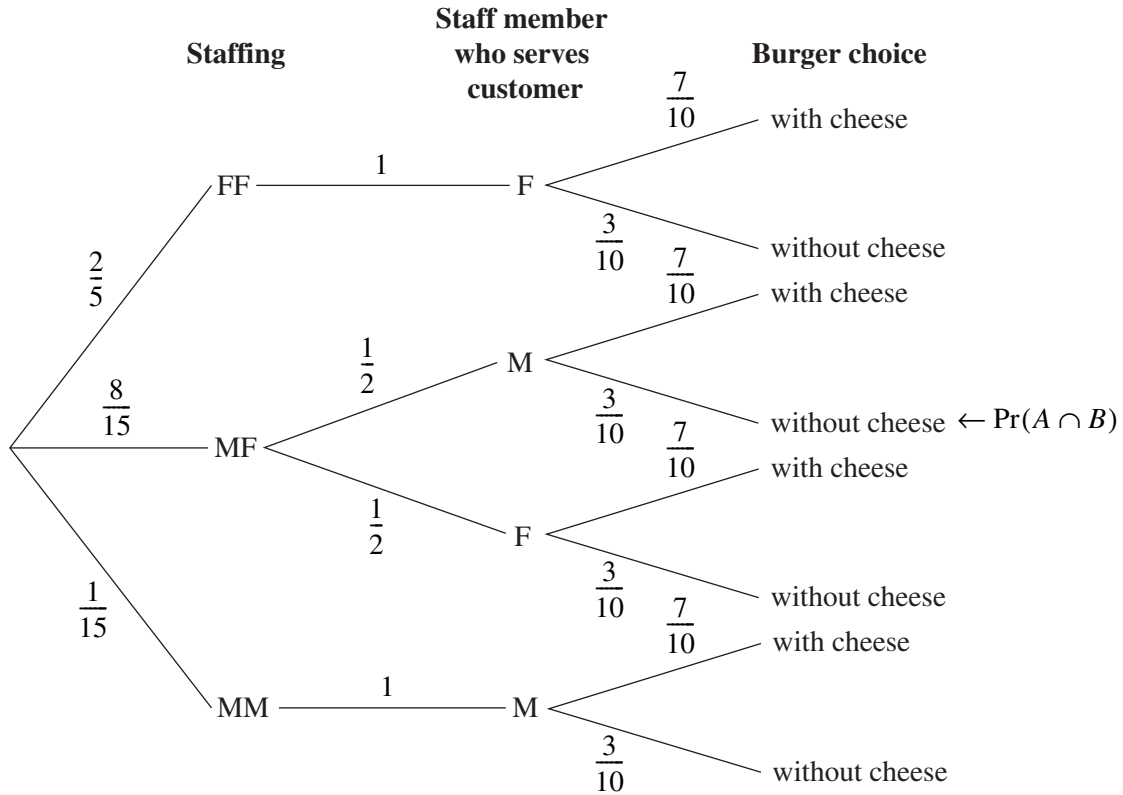 Staffing
Staff member
who serves
customer
Burger choice
7/10
with cheese
1
FF
F
3/10
without cheese
2/5
7/10
with cheese
1/2
M
8/15
3/10
without cheese ← Pr(A ∩ B)
MF
7/10
with cheese
1/2
F
3/10
without cheese
1/15
7/10
with cheese
1
MM
M
3/10
without cheese